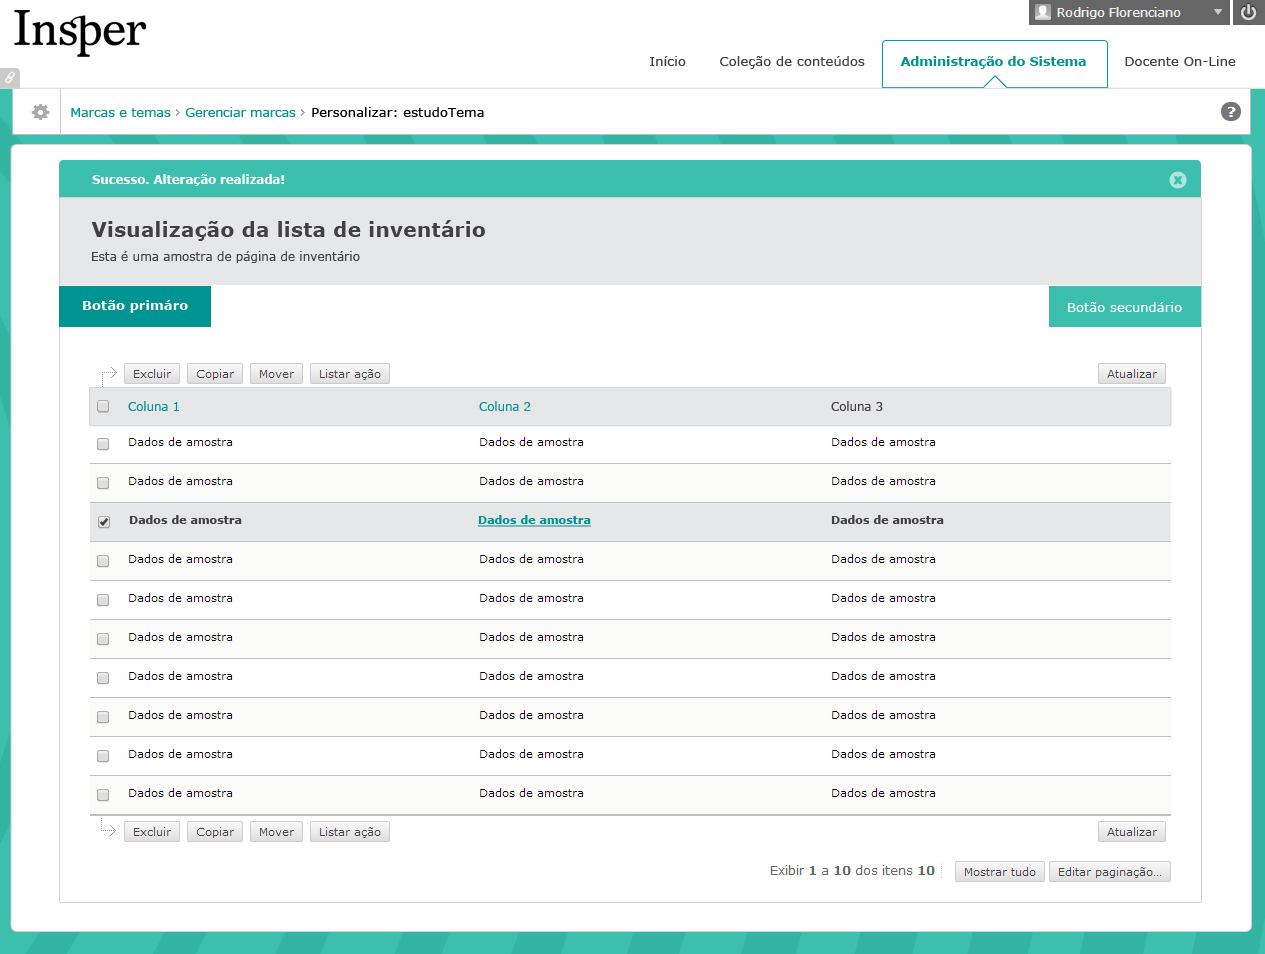 Insper
Rodrigo Florenciano
Início Coleção de conteúdos Administração do Sistema Docente On-Line
Marcas e temas › Gerenciar marcas › Personalizar: estudoTema ?
Sucesso. Alteração realizada!
Visualização da lista de inventário
Esta é uma amostra de página de inventário
Botão primáro Botão secundário
Excluir Copiar Mover Listar ação Atualizar
Coluna 1 Coluna 2 Coluna 3
Dados de amostra Dados de amostra Dados de amostra
Dados de amostra Dados de amostra Dados de amostra
Dados de amostra Dados de amostra Dados de amostra
Dados de amostra Dados de amostra Dados de amostra
Dados de amostra Dados de amostra Dados de amostra
Dados de amostra Dados de amostra Dados de amostra
Dados de amostra Dados de amostra Dados de amostra
Dados de amostra Dados de amostra Dados de amostra
Dados de amostra Dados de amostra Dados de amostra
Dados de amostra Dados de amostra Dados de amostra
Excluir Copiar Mover Listar ação Atualizar
Exibir 1 a 10 dos itens 10 Mostrar tudo Editar paginação...